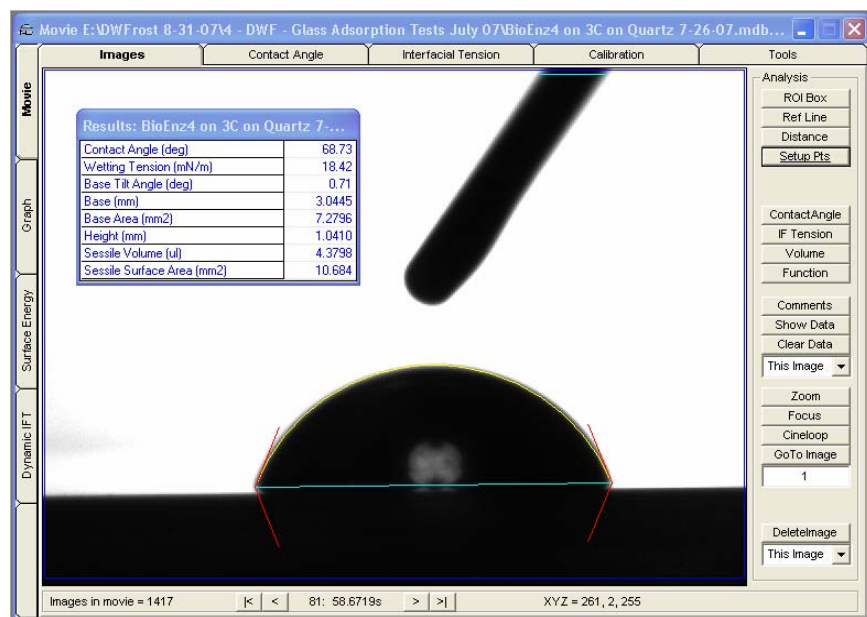 Movie E:\DWFrost 8-31-07\4 - DWF - Glass Adsorption Tests July 07\BioEnz4 on 3C on Quartz 7-26-07.mdb...
Images Contact Angle Interfacial Tension Calibration Tools
Movie
Graph
Surface Energy
Dynamic IFT
Results: BioEnz4 on 3C on Quartz 7-...
Contact Angle (deg) 68.73
Wetting Tension (mN/m) 18.42
Base Tilt Angle (deg) 0.71
Base (mm) 3.0445
Base Area (mm2) 7.2796
Height (mm) 1.0410
Sessile Volume (ul) 4.3798
Sessile Surface Area (mm2) 10.684
Analysis
ROI Box
Ref Line
Distance
Setup Pts
ContactAngle
IF Tension
Volume
Function
Comments
Show Data
Clear Data
This Image
Zoom
Focus
Cineloop
GoTo Image
1
DeleteImage
This Image
Images in movie = 1417 |< < 81: 58.6719s > >| XYZ = 261, 2, 255